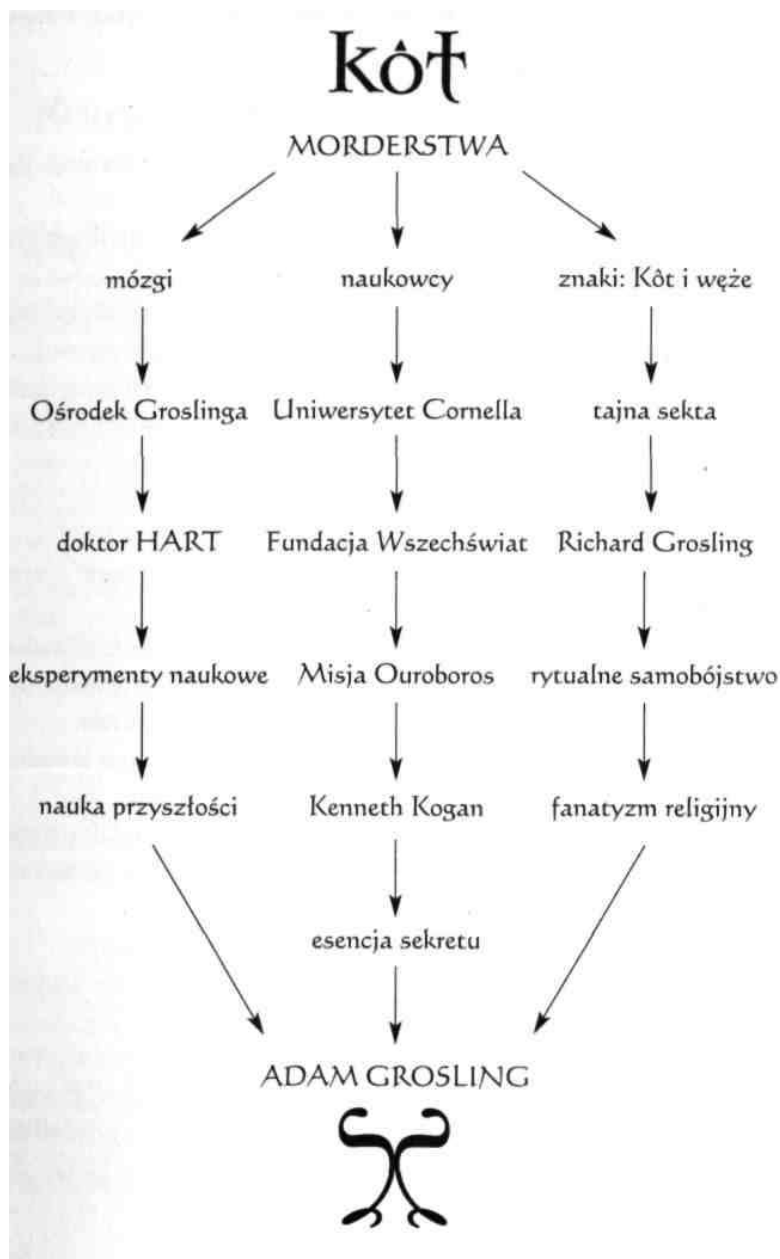 kôt
MORDERSTWA
mózgi naukowcy znaki: Kôt i węże
Ośrodek Groslinga Uniwersytet Cornella tajna sekta
doktor HART Fundacja Wszechświat Richard Grosling
eksperymenty naukowe Misja Ouroboros rytualne samobójstwo
nauka przyszłości Kenneth Kogan fanatyzm religijny
esencja sekretu
ADAM GROSLING